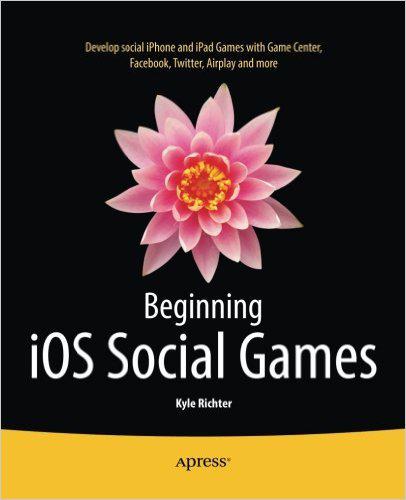 Develop social iPhone and iPad Games with Game Center,
Facebook, Twitter, Airplay and more
Beginning
iOS Social Games
Kyle Richter
Apress®